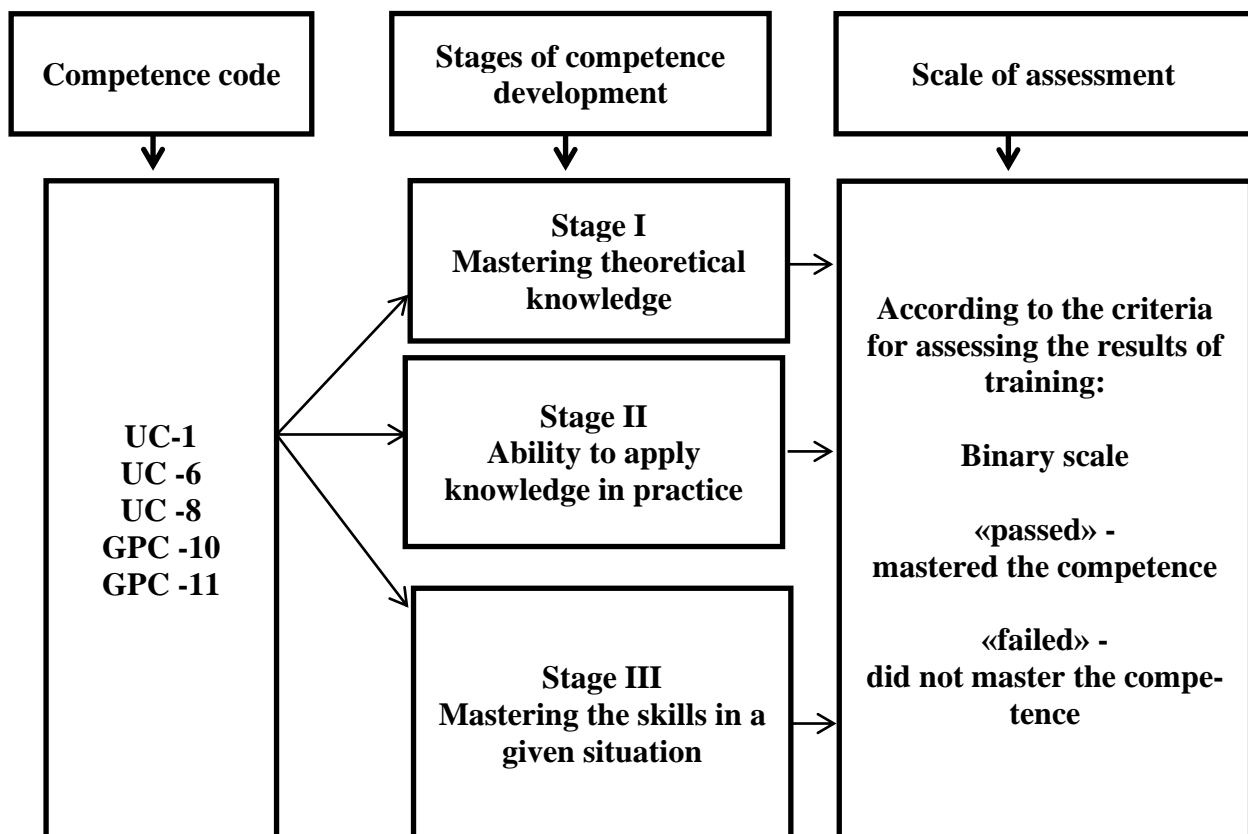 Competence code
Stages of competence
development
Scale of assessment
UC-1
UC -6
UC -8
GPC -10
GPC -11
Stage I
Mastering theoretical
knowledge
Stage II
Ability to apply
knowledge in practice
Stage III
Mastering the skills in a
given situation
According to the criteria
for assessing the results of
training:
Binary scale
«passed» -
mastered the competence
«failed» -
did not master the compe-
tence